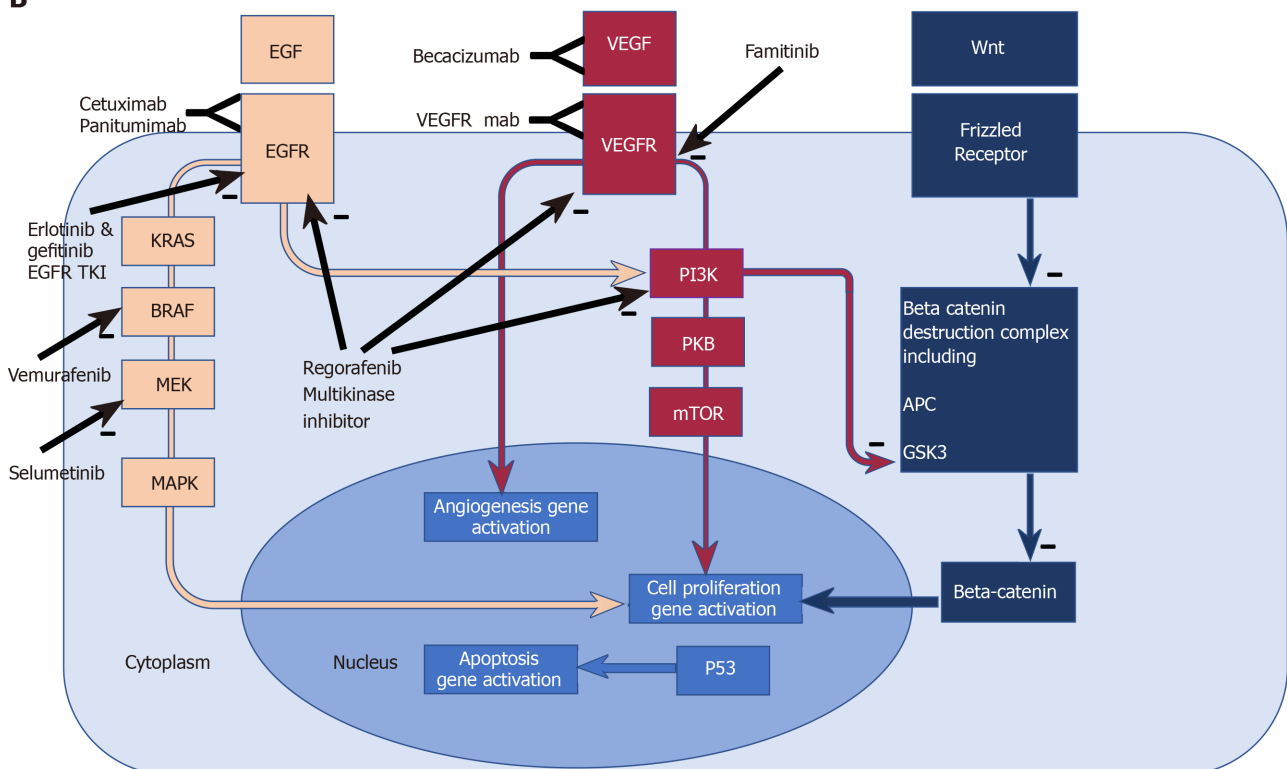 B
EGF
VEGF
Wnt
Becacizumab
Famitinib
Cetuximab
Panitumimab
VEGFR mab
EGFR
VEGFR
Frizzled
Receptor
Erlotinib &
gefitinib
EGFR TKI
KRAS
PI3K
BRAF
Beta catenin
destruction complex
including
APC
GSK3
PKB
Vemurafenib
MEK
Regorafenib
Multikinase
inhibitor
mTOR
Selumetinib
MAPK
Angiogenesis gene
activation
Cell proliferation
gene activation
Beta-catenin
Cytoplasm
Nucleus
Apoptosis
gene activation
P53